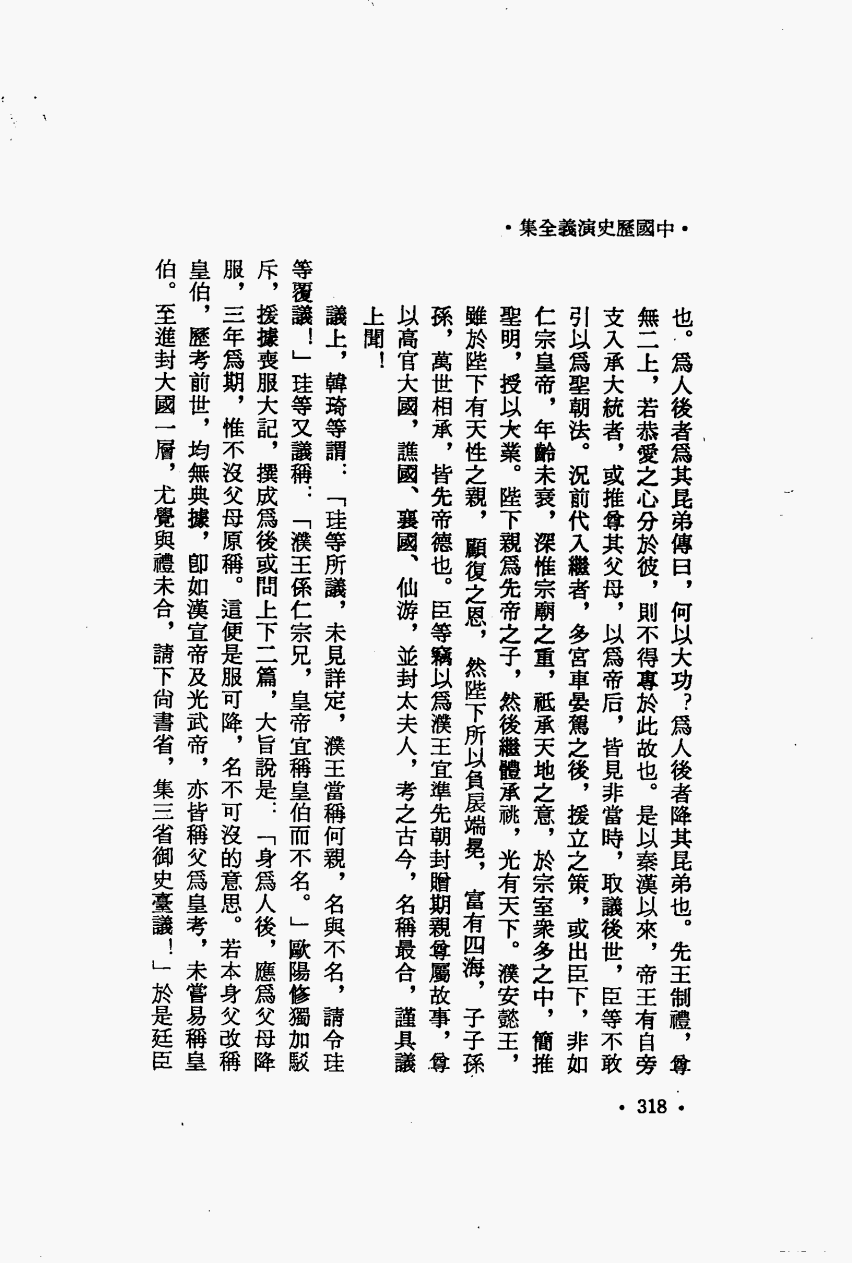 ·中國歷史演義全集·
也。爲人後者爲其昆弟傳曰，何以大功？爲人後者降其昆弟也。先王制禮，尊
無二上，若恭愛之心分於彼，則不得專於此故也。是以秦漢以來，帝王有自旁
支入承大統者，或推尊其父母，以爲帝后，皆見非當時，取議後世，臣等不敢
引以爲聖朝法。況前代入繼者，多宮車晏駕之後，援立之策，或出臣下，非如
仁宗皇帝，年齡未衰，深惟宗廟之重，祗承天地之意，於宗室衆多之中，簡推
聖明，授以大業。陛下親爲先帝之子，然後繼體承祧，光有天下。濮安懿王，
雖於陛下有天性之親，顧復之恩，然陛下所以負扆端冕，富有四海，子子孫
孫，萬世相承，皆先帝德也。臣等竊以爲濮王宜準先朝封贈期親尊屬故事，尊
以高官大國，譙國、襄國、仙游，並封太夫人，考之古今，名稱最合，謹具議
上聞！
議上，韓琦等謂：「珪等所議，未見詳定，濮王當稱何親，名與不名，請令珪
等覆議！」珪等又議稱：「濮王係仁宗兄，皇帝宜稱皇伯而不名。」歐陽修獨加駁
斥，援據喪服大記，撰成爲後或問上下二篇，大旨說是：「身爲人後，應爲父母降
服，三年爲期，惟不沒父母原稱。這便是服可降，名不可沒的意思。若本身父改稱
皇伯，歷考前世，均無典據，卽如漢宣帝及光武帝，亦皆稱父爲皇考，未嘗易稱皇
伯。至進封大國一層，尤覺與禮未合，請下尙書省，集三省御史臺議！」於是廷臣
·318·